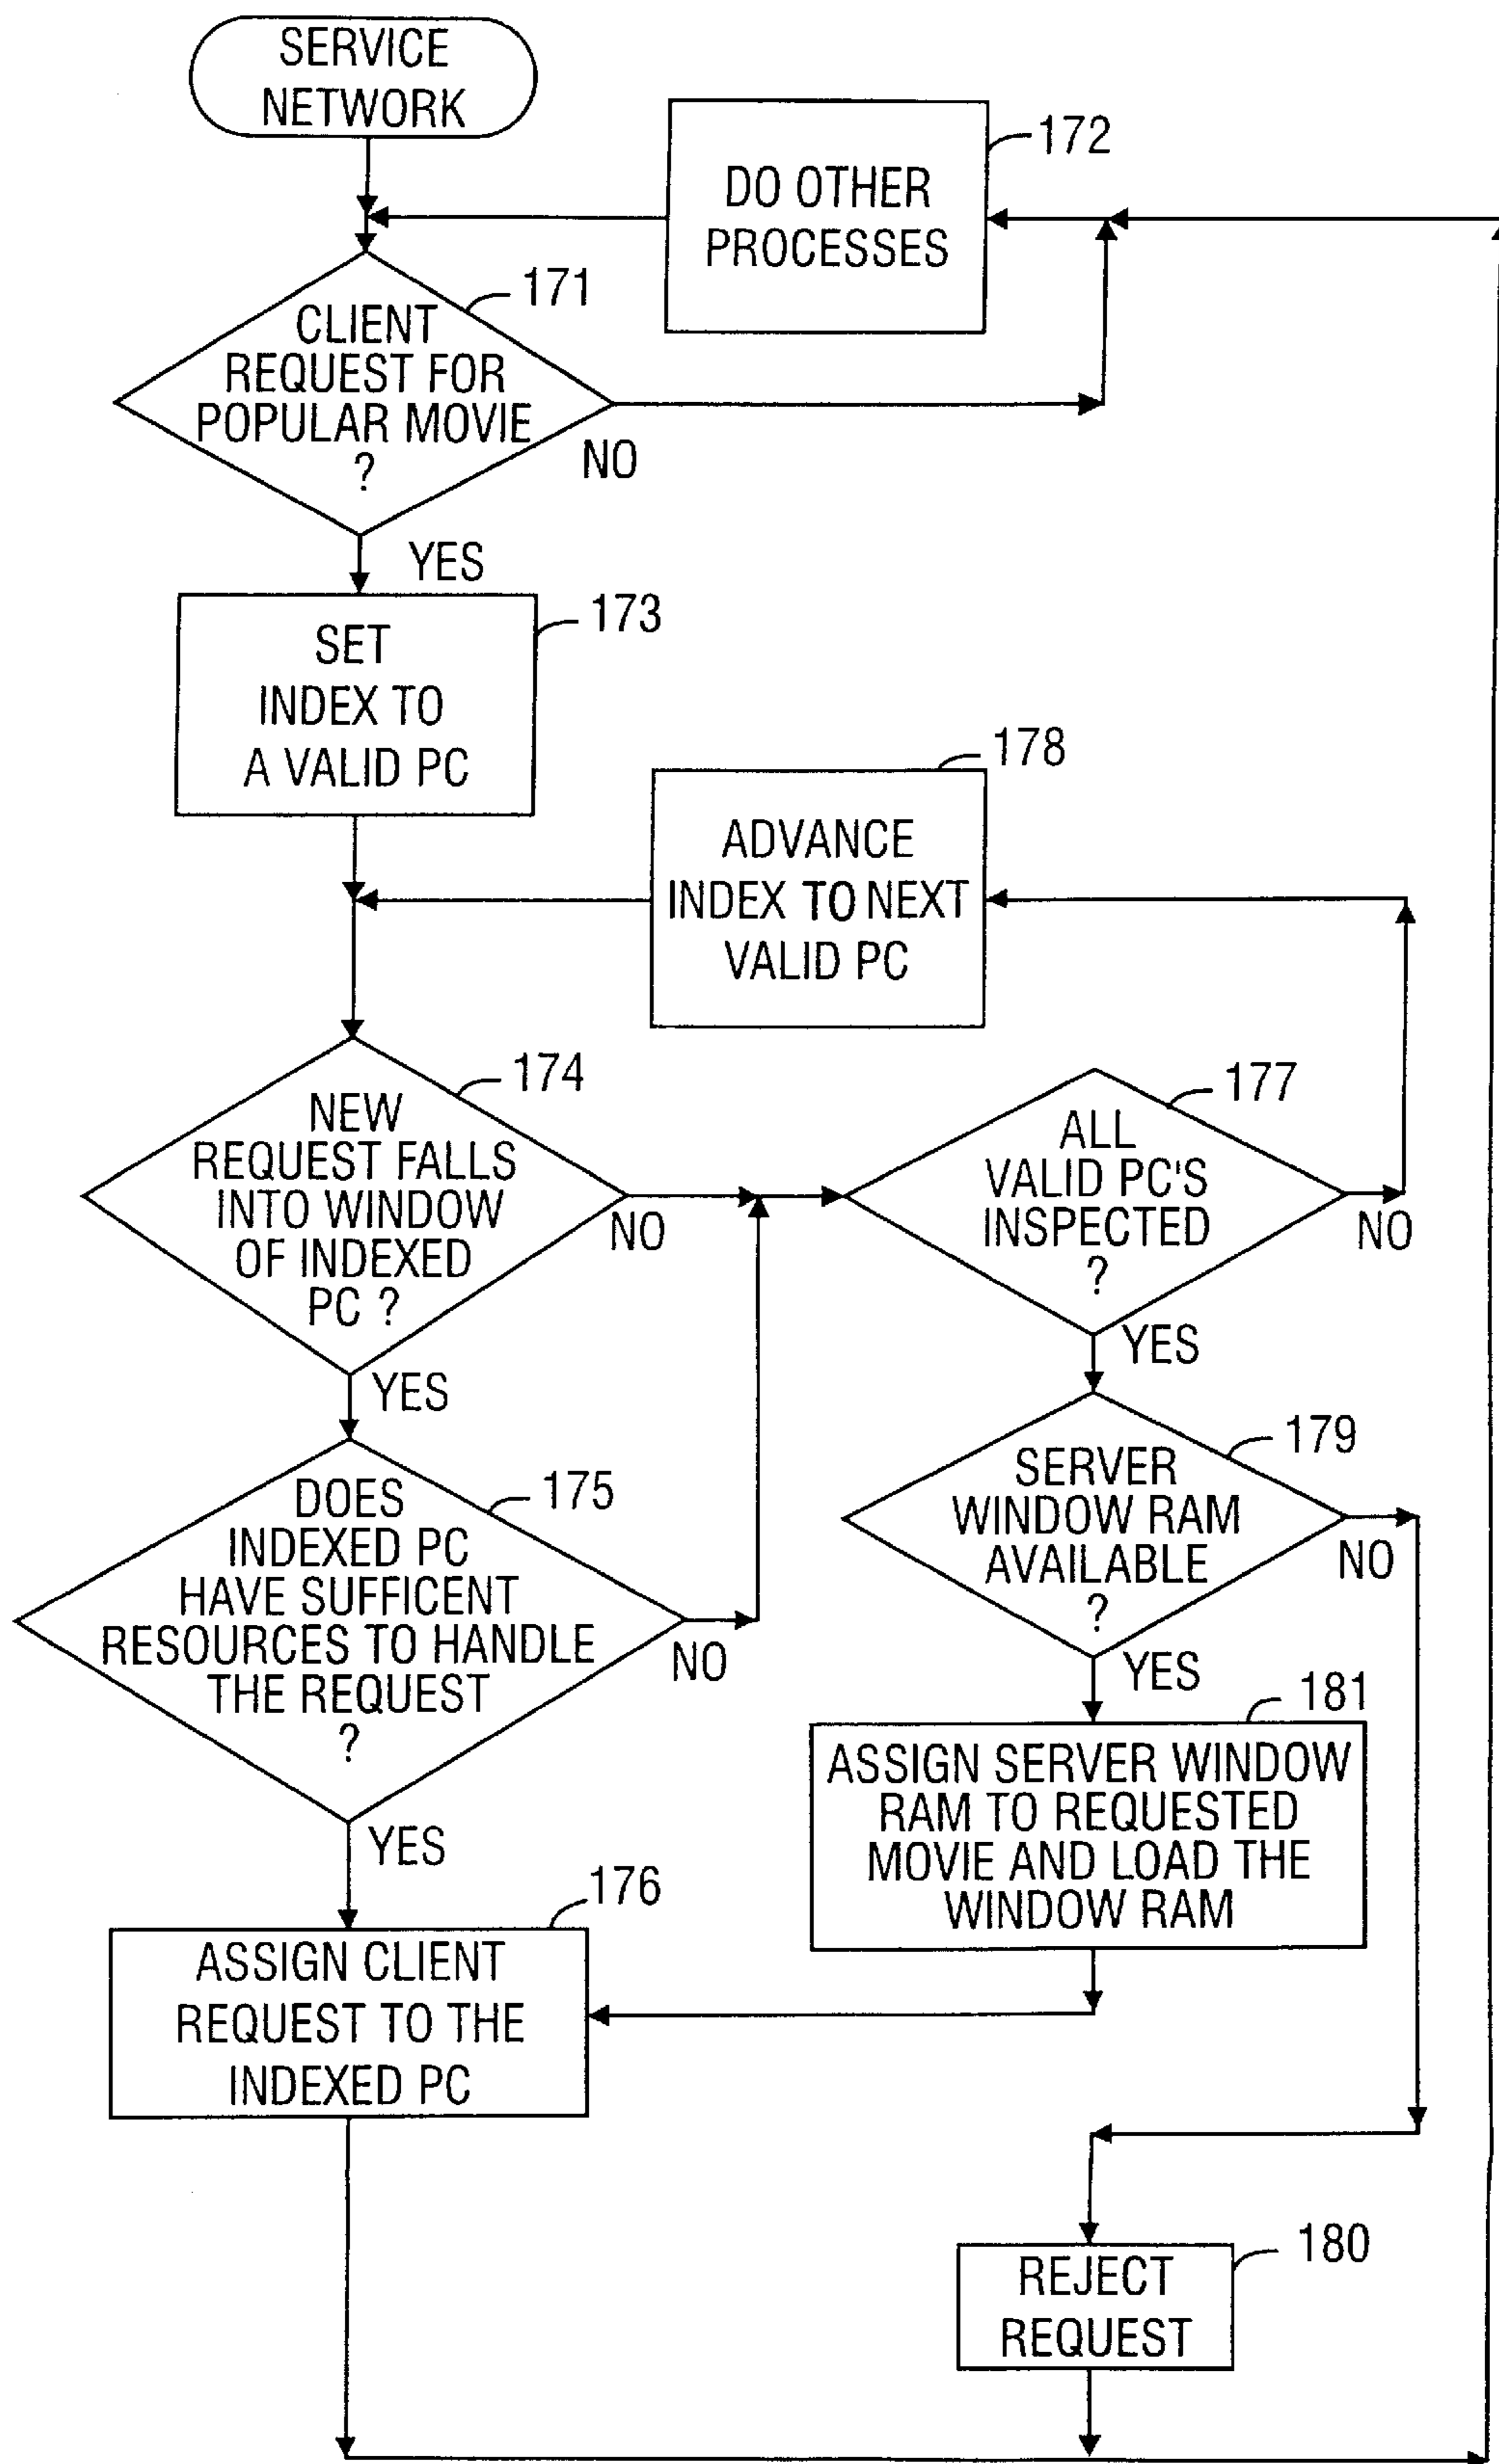 SERVICE
NETWORK
DO OTHER
PROCESSES
172
CLIENT
REQUEST FOR
POPULAR MOVIE
?
171
NO
YES
SET
INDEX TO
A VALID PC
173
ADVANCE
INDEX TO NEXT
VALID PC
178
NEW
REQUEST FALLS
INTO WINDOW
OF INDEXED
PC ?
174
NO
YES
ALL
VALID PC'S
INSPECTED
?
177
NO
YES
DOES
INDEXED PC
HAVE SUFFICENT
RESOURCES TO HANDLE
THE REQUEST
?
175
NO
YES
SERVER
WINDOW RAM
AVAILABLE
?
179
NO
YES
ASSIGN SERVER WINDOW
RAM TO REQUESTED
MOVIE AND LOAD THE
WINDOW RAM
181
ASSIGN CLIENT
REQUEST TO THE
INDEXED PC
176
REJECT
REQUEST
180